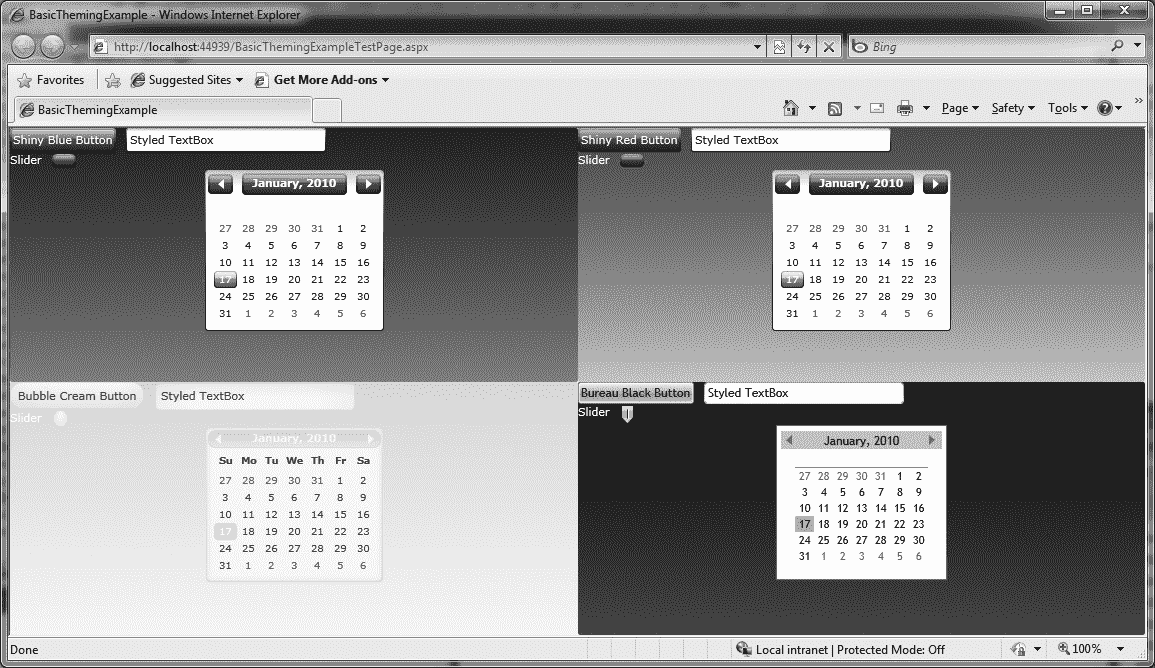 BasicThemingExample - Windows Internet Explorer
http://localhost:44939/BasicThemingExampleTestPage.aspx
Bing
Favorites
Suggested Sites
Get More Add-ons
BasicThemingExample
Page
Safety
Tools
Shiny Blue Button
Styled TextBox
Slider
January, 2010
27 28 29 30 31 1 2
3 4 5 6 7 8 9
10 11 12 13 14 15 16
17 18 19 20 21 22 23
24 25 26 27 28 29 30
31 1 2 3 4 5 6
Shiny Red Button
Styled TextBox
Slider
January, 2010
27 28 29 30 31 1 2
3 4 5 6 7 8 9
10 11 12 13 14 15 16
17 18 19 20 21 22 23
24 25 26 27 28 29 30
31 1 2 3 4 5 6
Bubble Cream Button
Styled TextBox
Slider
January, 2010
Su Mo Tu We Th Fr Sa
27 28 29 30 31 1 2
3 4 5 6 7 8 9
10 11 12 13 14 15 16
17 18 19 20 21 22 23
24 25 26 27 28 29 30
31 1 2 3 4 5 6
Bureau Black Button
Styled TextBox
Slider
January, 2010
27 28 29 30 31 1 2
3 4 5 6 7 8 9
10 11 12 13 14 15 16
17 18 19 20 21 22 23
24 25 26 27 28 29 30
31 1 2 3 4 5 6
Done
Local intranet | Protected Mode: Off
100%